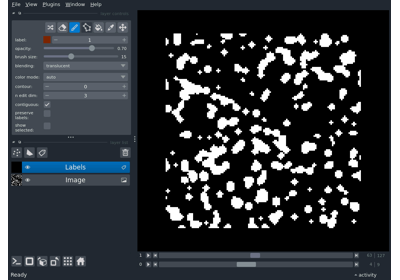 File View Plugins Window Help
label: 1
opacity: 0.70
brush size: 10
blending: translucent
color mode: auto
contour: 0
n edit dim: 3
contiguous:
preserve labels:
show selected:
Labels
Image
1
0
Ready
activity